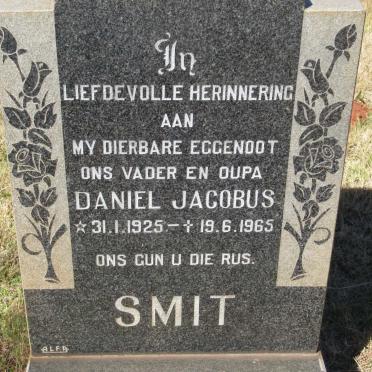 In
LIEFDEVOLLE HERINNERING
AAN
MY DIERBARE EGGENOOT
ONS VADER EN OUPA
DANIEL JACOBUS
☆ 31.1.1925 – ✝ 19.6.1965
ONS GUN U DIE RUS.
SMIT
A.L.F.B.